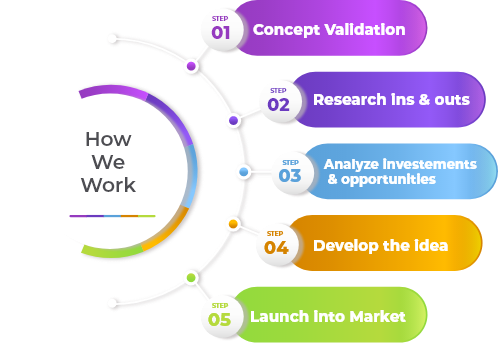 How
We
Work
STEP
01
Concept Validation
STEP
02
Research ins & outs
STEP
03
Analyze investements
& opportunities
STEP
04
Develop the idea
STEP
05
Launch into Market